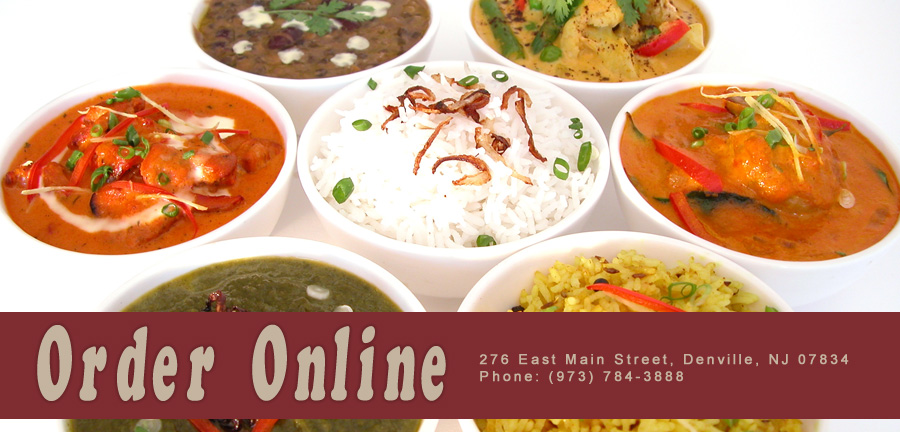 Order Online
276 East Main Street, Denville, NJ 07834
Phone: (973) 784-3888